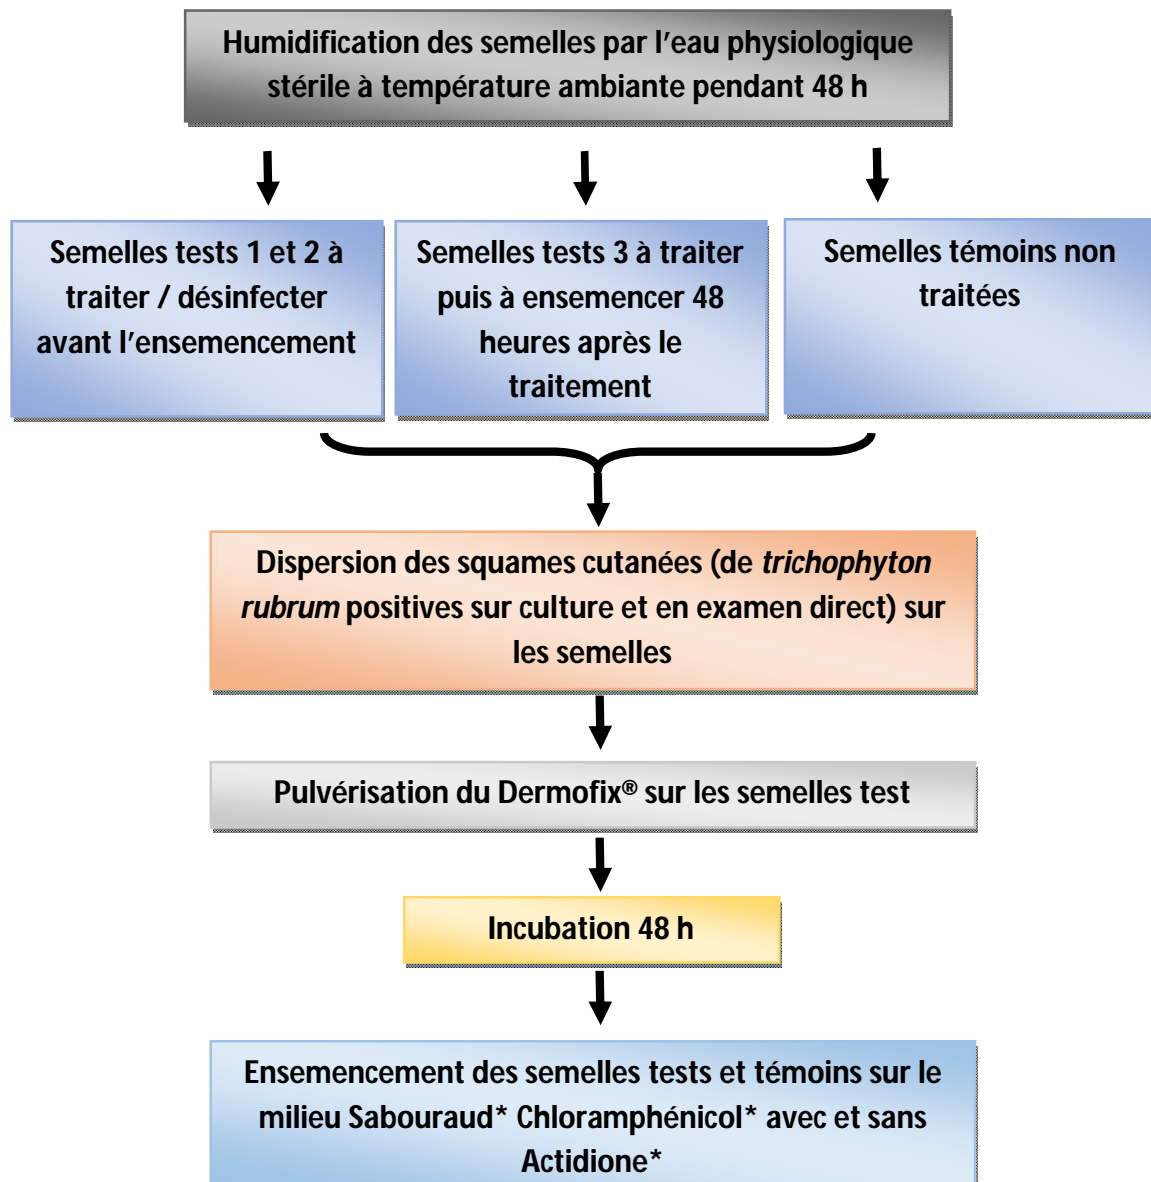 Humidification des semelles par l'eau physiologique
stérile à température ambiante pendant 48 h
Semelles tests 1 et 2 à
traiter / désinfecter
avant l'ensemencement
Semelles tests 3 à traiter
puis à ensemencer 48
heures après le
traitement
Semelles témoins non
traitées
Dispersion des squames cutanées (de trichophyton
rubrum positives sur culture et en examen direct) sur
les semelles
Pulvérisation du Dermofix® sur les semelles test
Incubation 48 h
Ensemencement des semelles tests et témoins sur le
milieu Sabouraud* Chloramphénicol* avec et sans
Actidione*